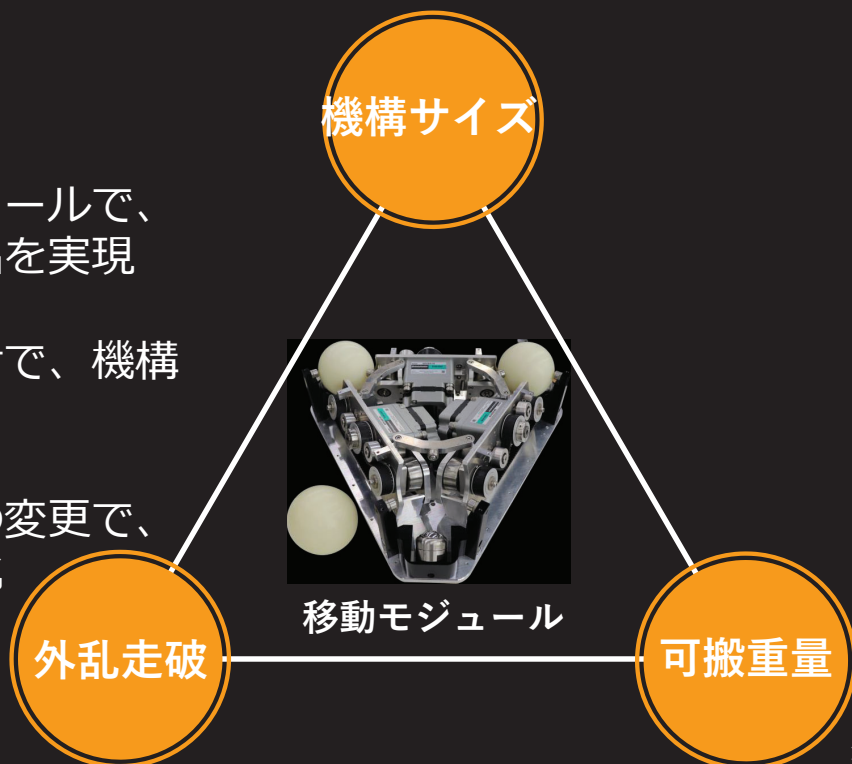 機構サイズ
ールで、
を実現
で、機構
変更で、
移動モジュール
外乱走破
可搬重量